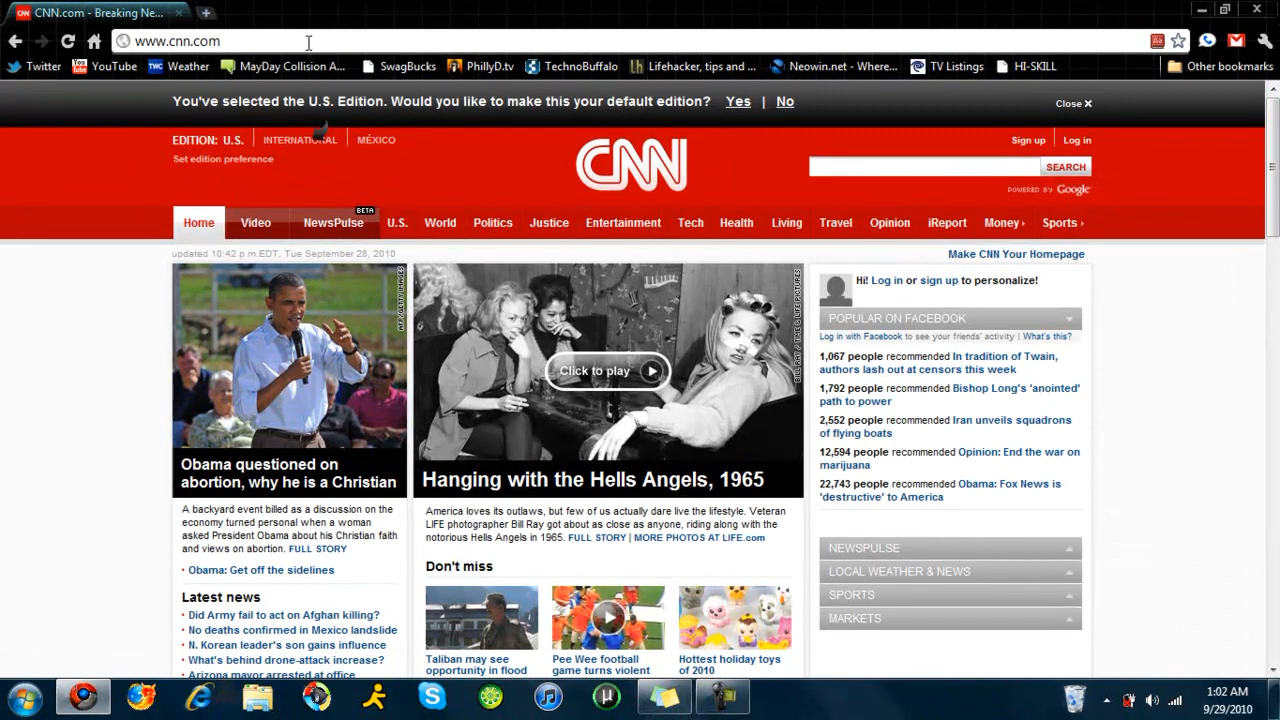 CNN.com - Breaking Ne...
www.cnn.com
Twitter YouTube Weather MayDay Collision A... SwagBucks PhillyD.tv TechnoBuffalo Lifehacker, tips and ... Neowin.net - Where... TV Listings HI-SKILL Other bookmarks
You've selected the U.S. Edition. Would you like to make this your default edition? Yes | No
Close
EDITION: U.S. INTERNATIONAL MÉXICO
Sign up Log in
Set edition preference
CNN
SEARCH
POWERED BY Google
BETA
Home Video NewsPulse U.S. World Politics Justice Entertainment Tech Health Living Travel Opinion iReport Money Sports
updated 10:42 p.m.EDT, Tue September 28, 2010
Make CNN Your Homepage
AFP/GETTY IMAGES
Obama questioned on
abortion, why he is a Christian
A backyard event billed as a discussion on the
economy turned personal when a woman
asked President Obama about his Christian faith
and views on abortion. FULL STORY
Obama: Get off the sidelines
Latest news
Did Army fail to act on Afghan killing?
No deaths confirmed in Mexico landslide
N. Korean leader's son gains influence
What's behind drone-attack increase?
Arizona mayor arrested at office
BILL RAY / TIME & LIFE PICTURES
Click to play
Hanging with the Hells Angels, 1965
America loves its outlaws, but few of us actually dare live the lifestyle. Veteran
LIFE photographer Bill Ray got about as close as anyone, riding along with the
notorious Hells Angels in 1965. FULL STORY | MORE PHOTOS AT LIFE.com
Don't miss
Taliban may see
opportunity in flood
Pee Wee football
game turns violent
Hottest holiday toys
of 2010
Hi! Log in or sign up to personalize!
POPULAR ON FACEBOOK
Log in with Facebook to see your friends' activity | What's this?
1,067 people recommended In tradition of Twain,
authors lash out at censors this week
1,792 people recommended Bishop Long's 'anointed'
path to power
2,552 people recommended Iran unveils squadrons
of flying boats
12,594 people recommended Opinion: End the war on
marijuana
22,743 people recommended Obama: Fox News is
'destructive' to America
NEWSPULSE
LOCAL WEATHER & NEWS
SPORTS
MARKETS
1:02 AM
9/29/2010